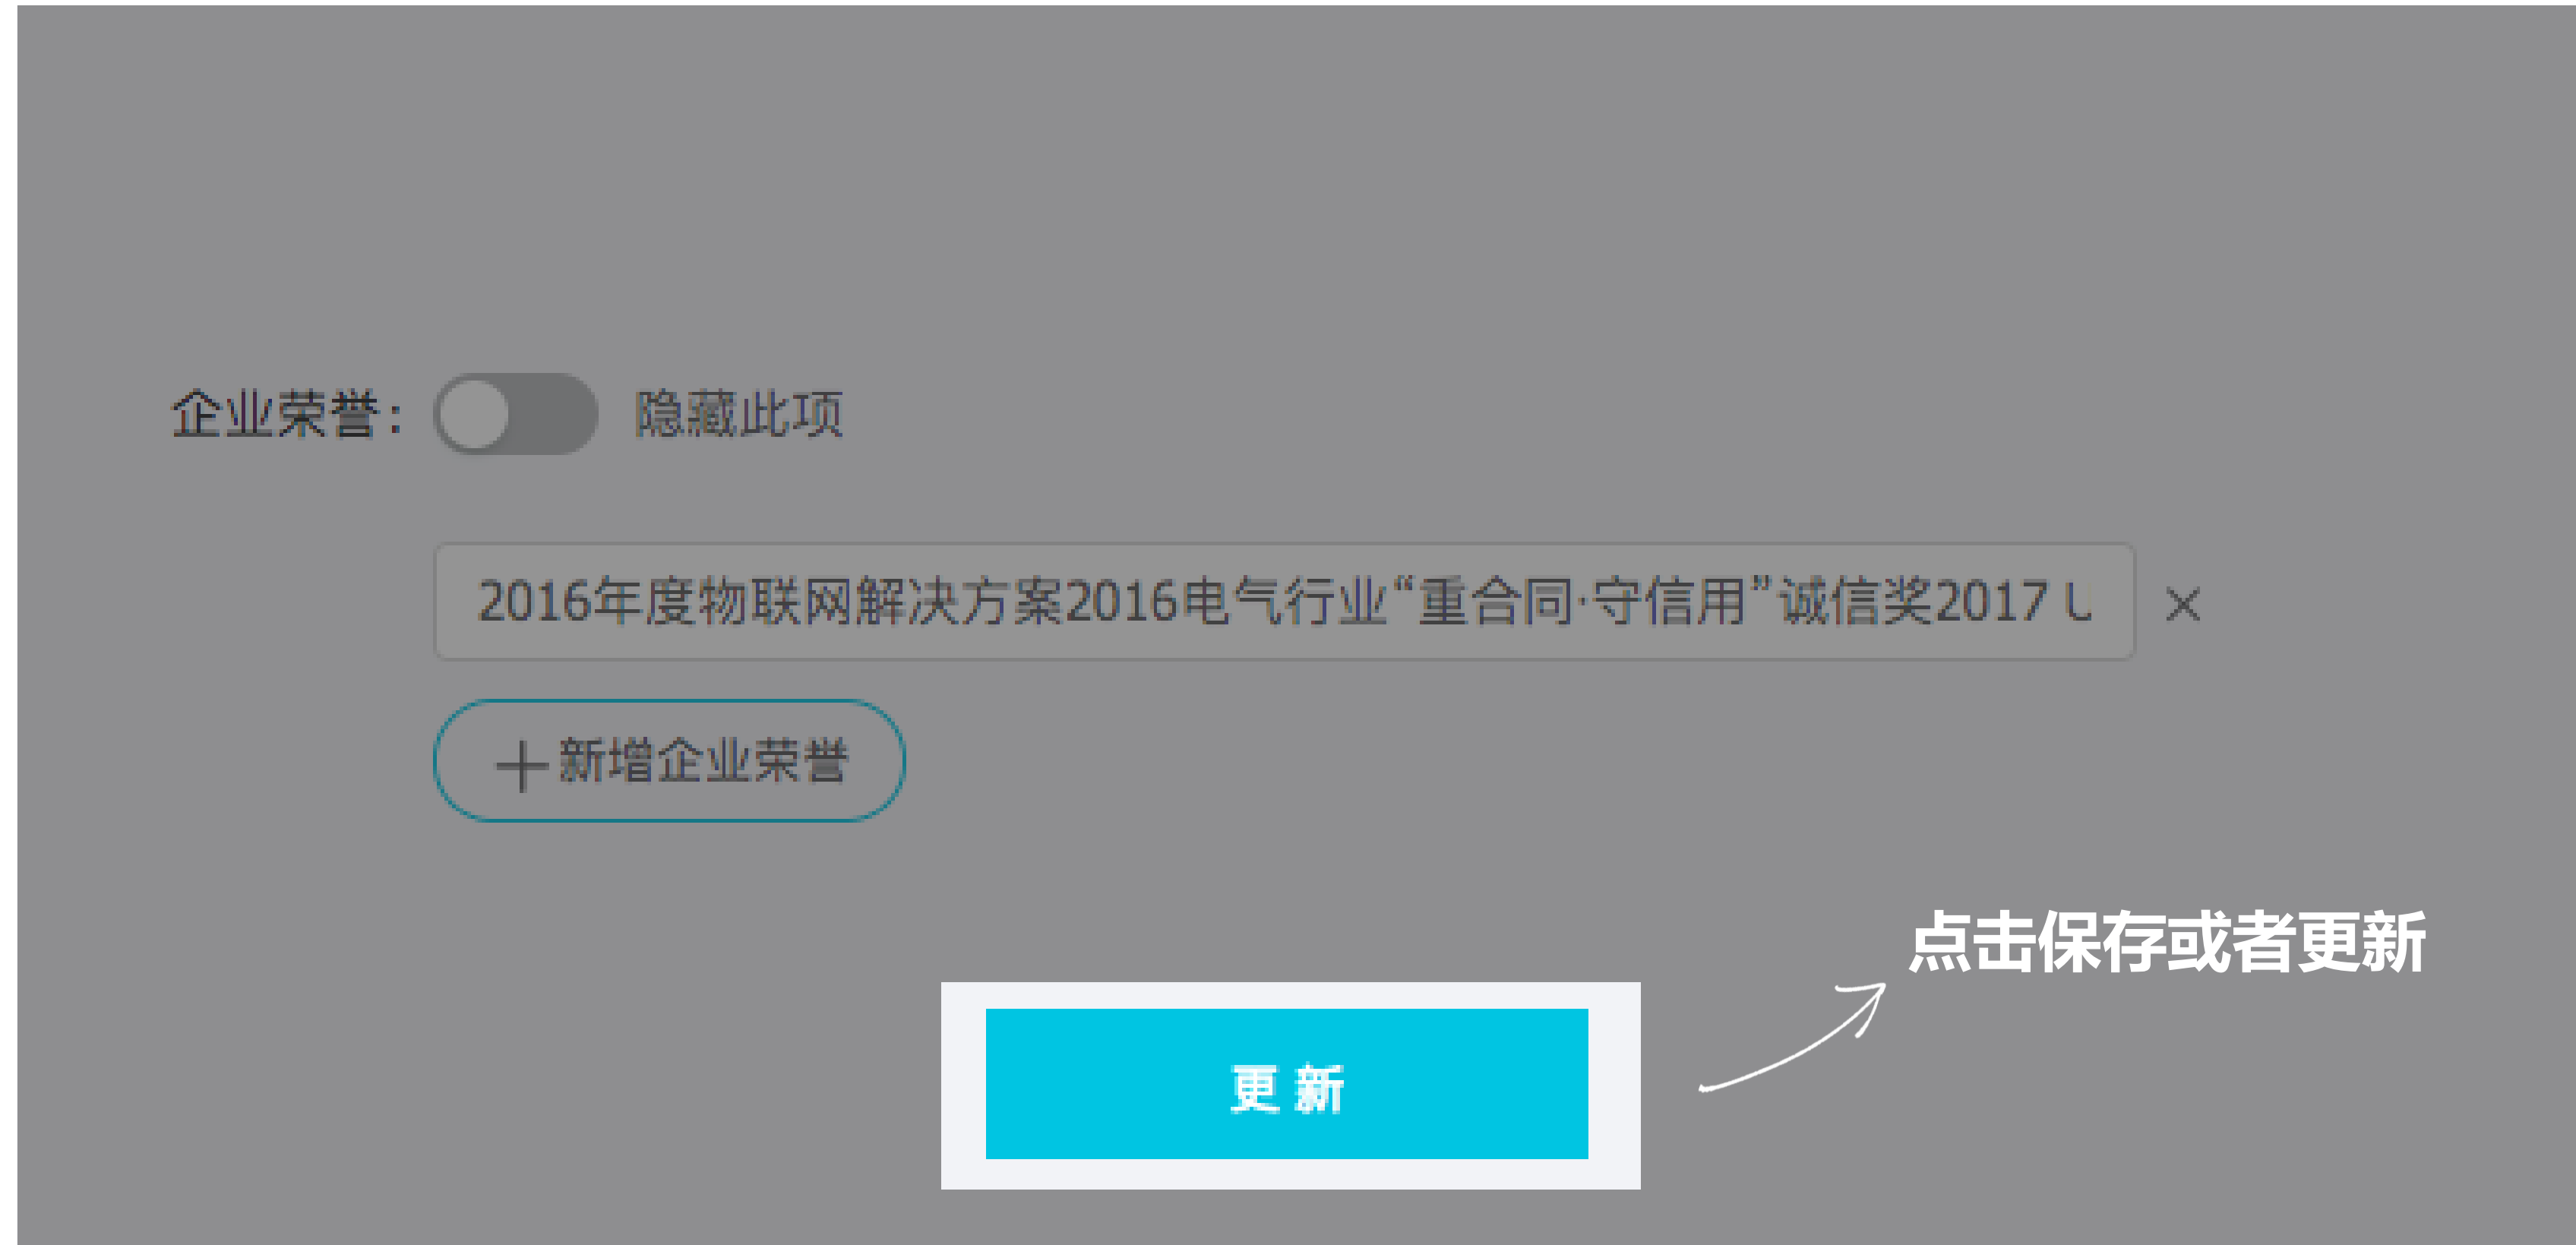 企业荣誉： 隐藏此项
2016年度物联网解决方案2016电气行业“重合同·守信用”诚信奖2017 U
+新增企业荣誉
点击保存或者更新
更新